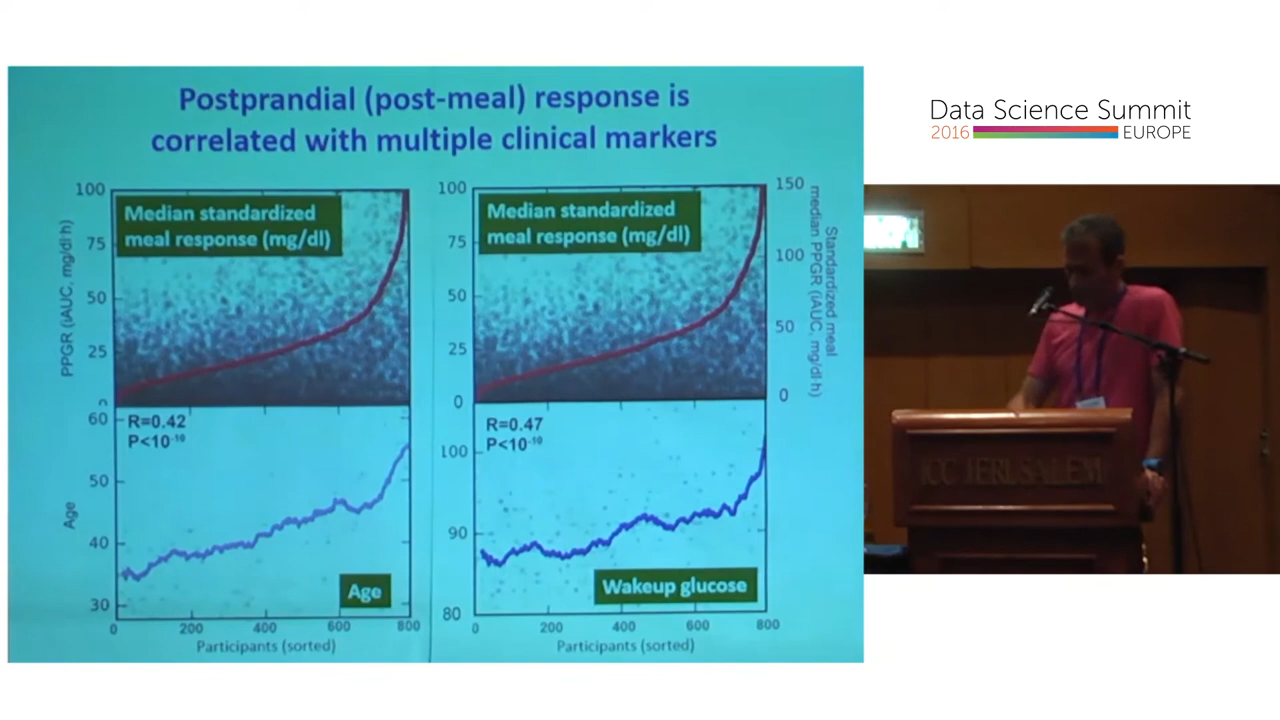 Postprandial (post-meal) response is
correlated with multiple clinical markers
100
75
50
25
0
PPGR (iAUC, mg/dl·h)
Median standardized
meal response (mg/dl)
100
75
50
25
0
Median standardized
meal response (mg/dl)
150
100
50
0
Standardized meal
median PPGR (iAUC, mg/dl·h)
60
50
40
30
Age
R=0.42
P<10⁻¹⁰
Age
0
200
400
600
800
Participants (sorted)
100
90
80
R=0.47
P<10⁻¹⁰
Wakeup glucose
0
200
400
600
800
Participants (sorted)
Data Science Summit
2016 EUROPE
ICC JERUSALEM